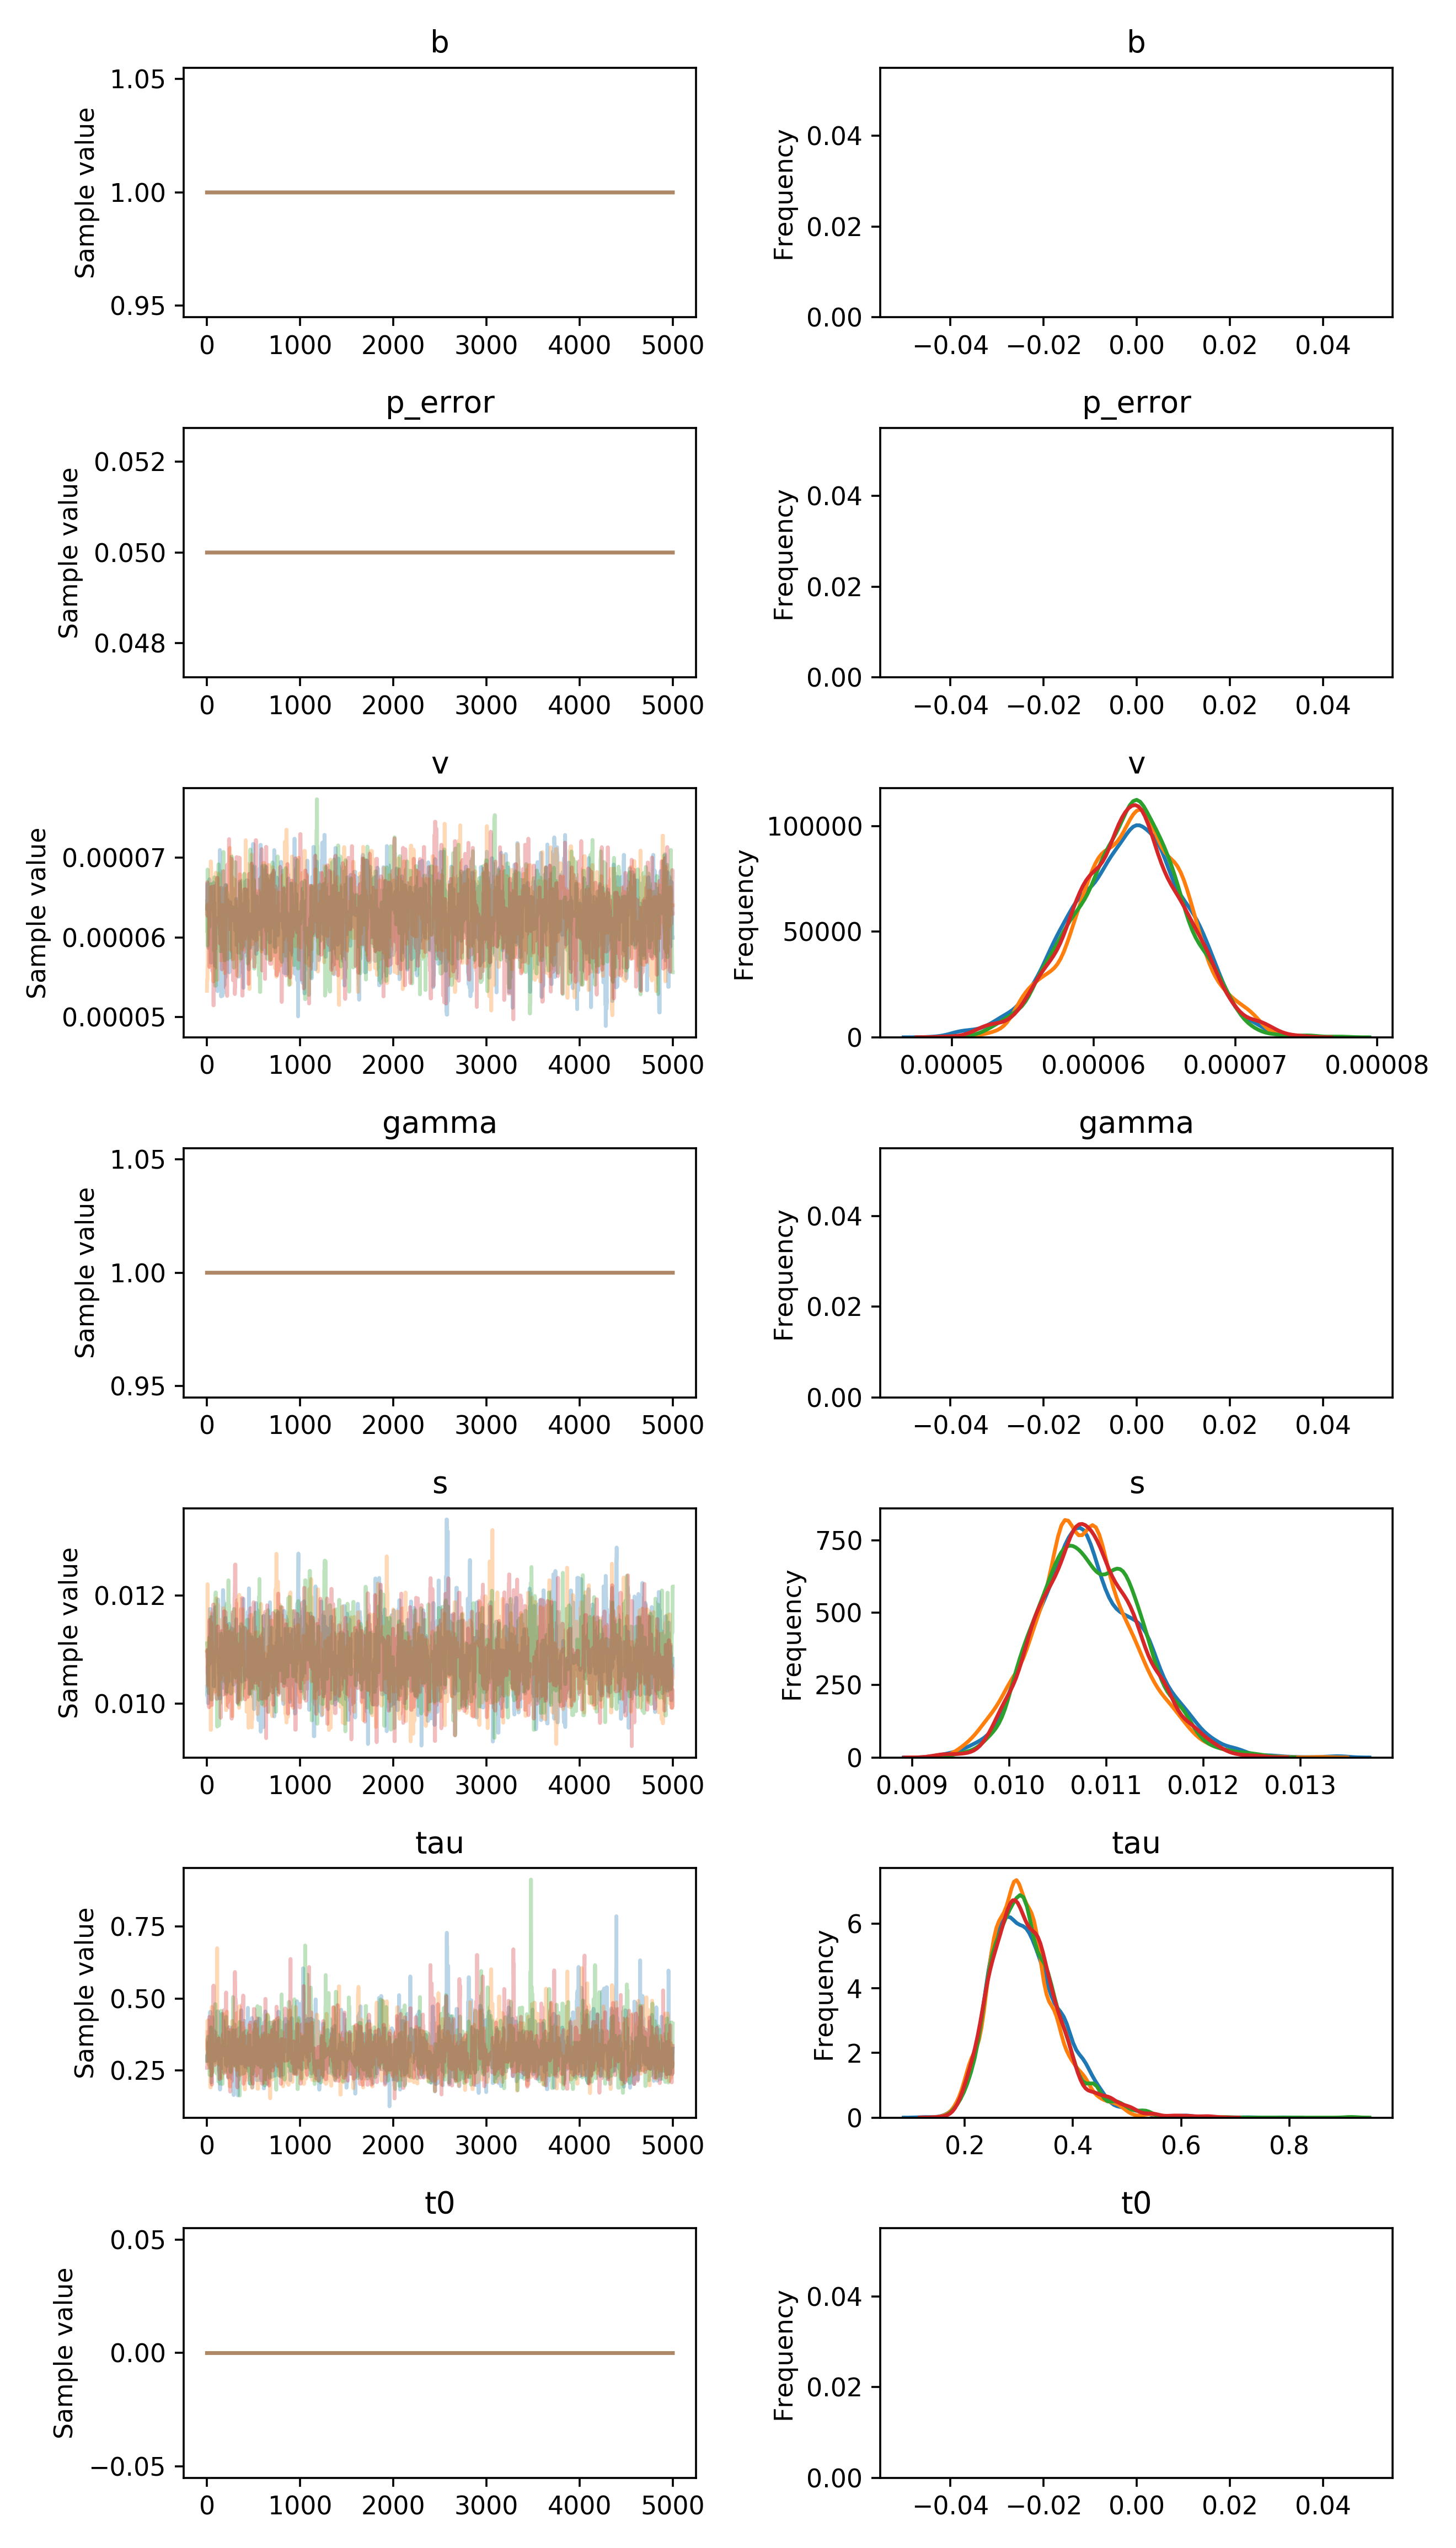 b
b
1.05
1.00
0.95
Sample value
0 1000 2000 3000 4000 5000
0.04
0.02
0.00
Frequency
−0.04 −0.02 0.00 0.02 0.04
p_error
p_error
0.052
0.050
0.048
Sample value
0 1000 2000 3000 4000 5000
0.04
0.02
0.00
Frequency
−0.04 −0.02 0.00 0.02 0.04
v
v
0.00007
0.00006
0.00005
Sample value
0 1000 2000 3000 4000 5000
100000
50000
0
Frequency
0.00005 0.00006 0.00007 0.00008
gamma
gamma
1.05
1.00
0.95
Sample value
0 1000 2000 3000 4000 5000
0.04
0.02
0.00
Frequency
−0.04 −0.02 0.00 0.02 0.04
s
s
0.012
0.010
Sample value
0 1000 2000 3000 4000 5000
750
500
250
0
Frequency
0.009 0.010 0.011 0.012 0.013
tau
tau
0.75
0.50
0.25
Sample value
0 1000 2000 3000 4000 5000
6
4
2
0
Frequency
0.2 0.4 0.6 0.8
t0
t0
0.05
0.00
−0.05
Sample value
0 1000 2000 3000 4000 5000
0.04
0.02
0.00
Frequency
−0.04 −0.02 0.00 0.02 0.04